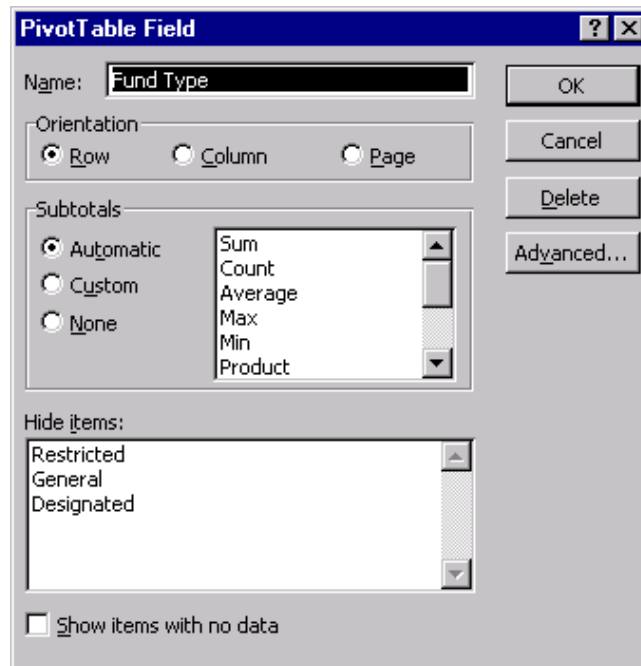 PivotTable Field
Name: Fund Type
OK
Orientation
Row Column Page
Cancel
Subtotals
Delete
Automatic
Custom
None
Sum
Count
Average
Max
Min
Product
Advanced...
Hide items:
Restricted
General
Designated
Show items with no data